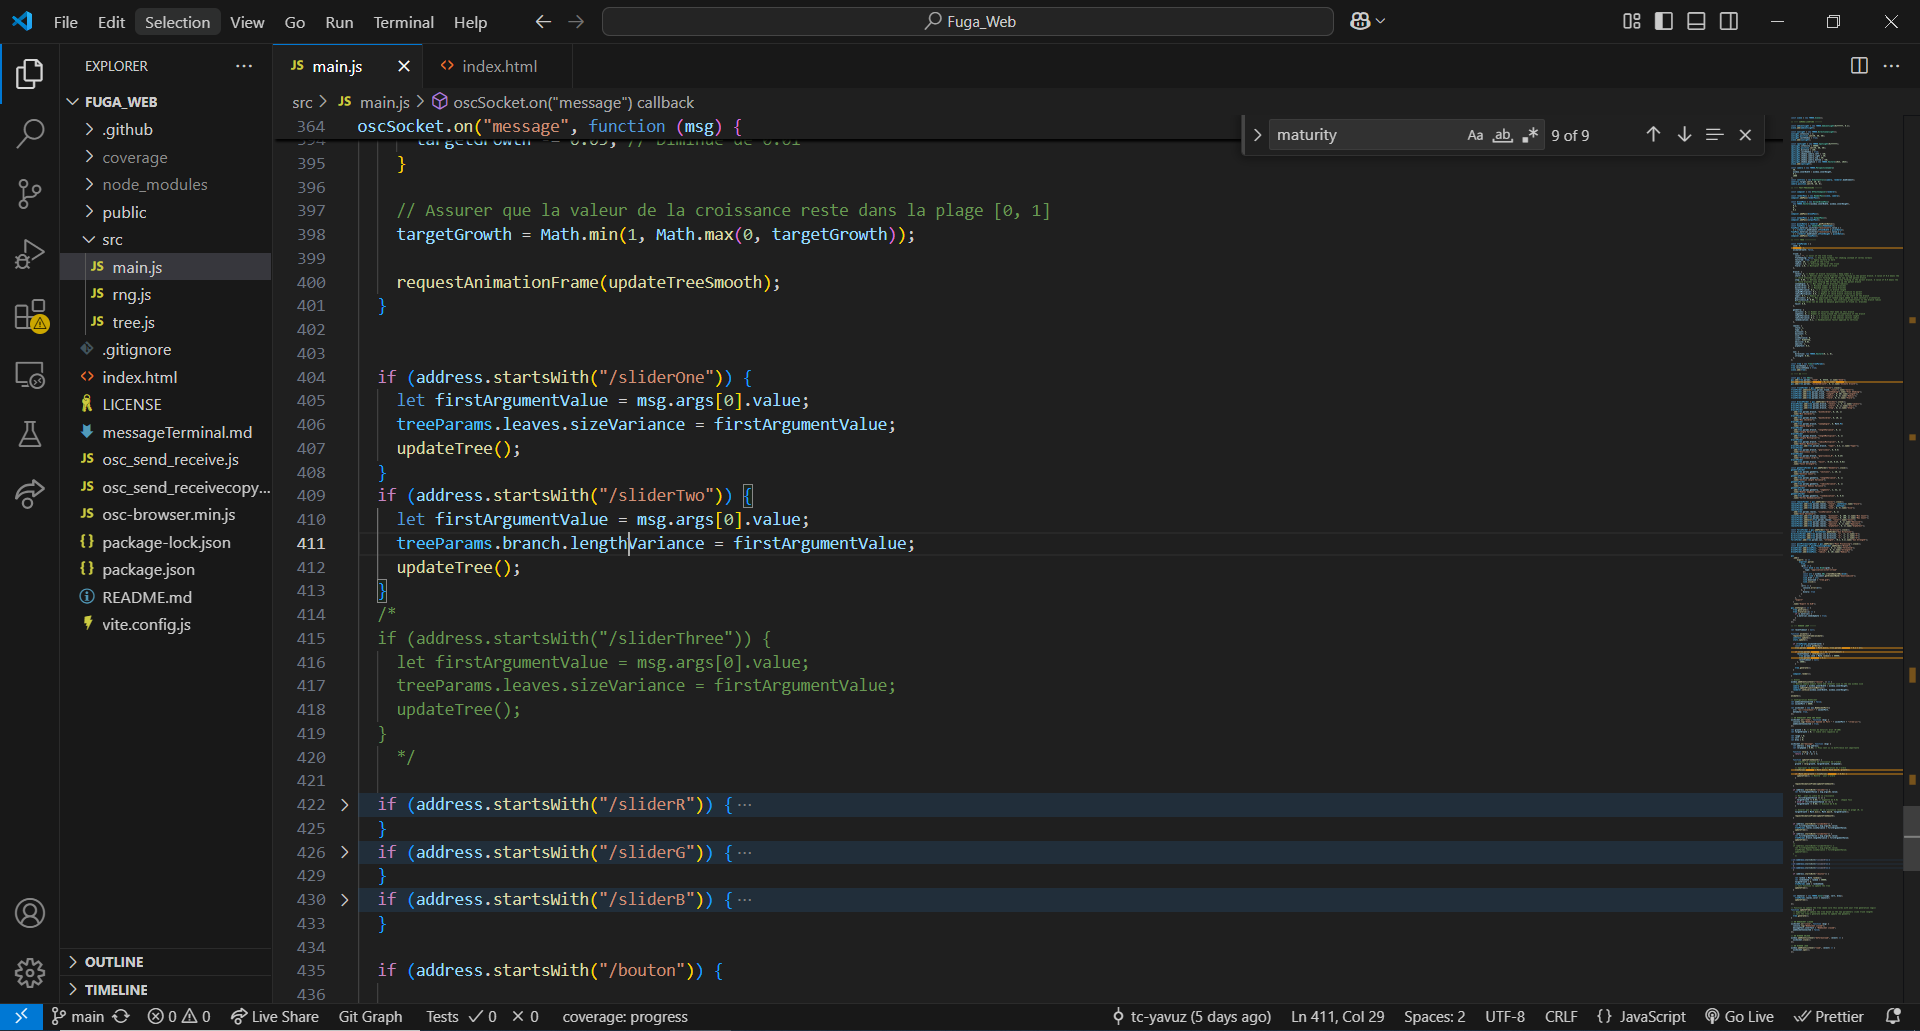 File Edit Selection View Go Run Terminal Help
Fuga_Web
EXPLORER
FUGA_WEB
.github
coverage
node_modules
public
src
JS main.js
JS rng.js
JS tree.js
.gitignore
index.html
LICENSE
messageTerminal.md
JS osc_send_receive.js
JS osc_send_receivecopy...
JS osc-browser.min.js
{} package-lock.json
{} package.json
README.md
vite.config.js
OUTLINE
TIMELINE
JS main.js
<> index.html
src > JS main.js > oscSocket.on("message") callback
maturity Aa ab 9 of 9
364 oscSocket.on("message", function (msg) {
395 }
396
397 // Assurer que la valeur de la croissance reste dans la plage [0, 1]
398 targetGrowth = Math.min(1, Math.max(0, targetGrowth));
399
400 requestAnimationFrame(updateTreeSmooth);
401 }
402
403
404 if (address.startsWith("/sliderOne")) {
405 let firstArgumentValue = msg.args[0].value;
406 treeParams.leaves.sizeVariance = firstArgumentValue;
407 updateTree();
408 }
409 if (address.startsWith("/sliderTwo")) {
410 let firstArgumentValue = msg.args[0].value;
411 treeParams.branch.lengthVariance = firstArgumentValue;
412 updateTree();
413 }
414 /*
415 if (address.startsWith("/sliderThree")) {
416 let firstArgumentValue = msg.args[0].value;
417 treeParams.leaves.sizeVariance = firstArgumentValue;
418 updateTree();
419 }
420 */
421
422 if (address.startsWith("/sliderR")) { ···
425 }
426 if (address.startsWith("/sliderG")) { ···
429 }
430 if (address.startsWith("/sliderB")) { ···
433 }
434
435 if (address.startsWith("/bouton")) {
436
main 0 0 Live Share Git Graph Tests 0 0 coverage: progress tc-yavuz (5 days ago) Ln 411, Col 29 Spaces: 2 UTF-8 CRLF {} JavaScript Go Live Prettier